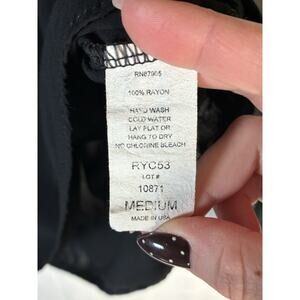 100% RAYON
HAND WASH
COLD WATER
LAY FLAT OR
HANG TO DRY
NO CHLORINE BLEACH
RYC53
LOT #
10871
MEDIUM
MADE IN USA